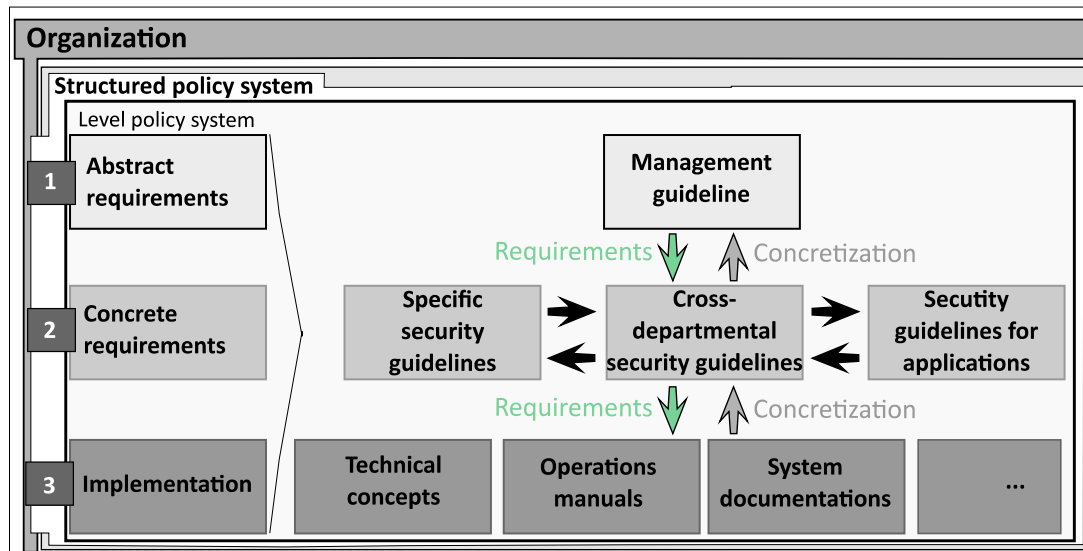 Organization
Structured policy system
Level policy system
1
Abstract
requirements
Management
guideline
Requirements
Concretization
2
Concrete
requirements
Specific
security
guidelines
Cross-
departmental
security guidelines
Secutity
guidelines for
applications
Requirements
Concretization
3
Implementation
Technical
concepts
Operations
manuals
System
documentations
...